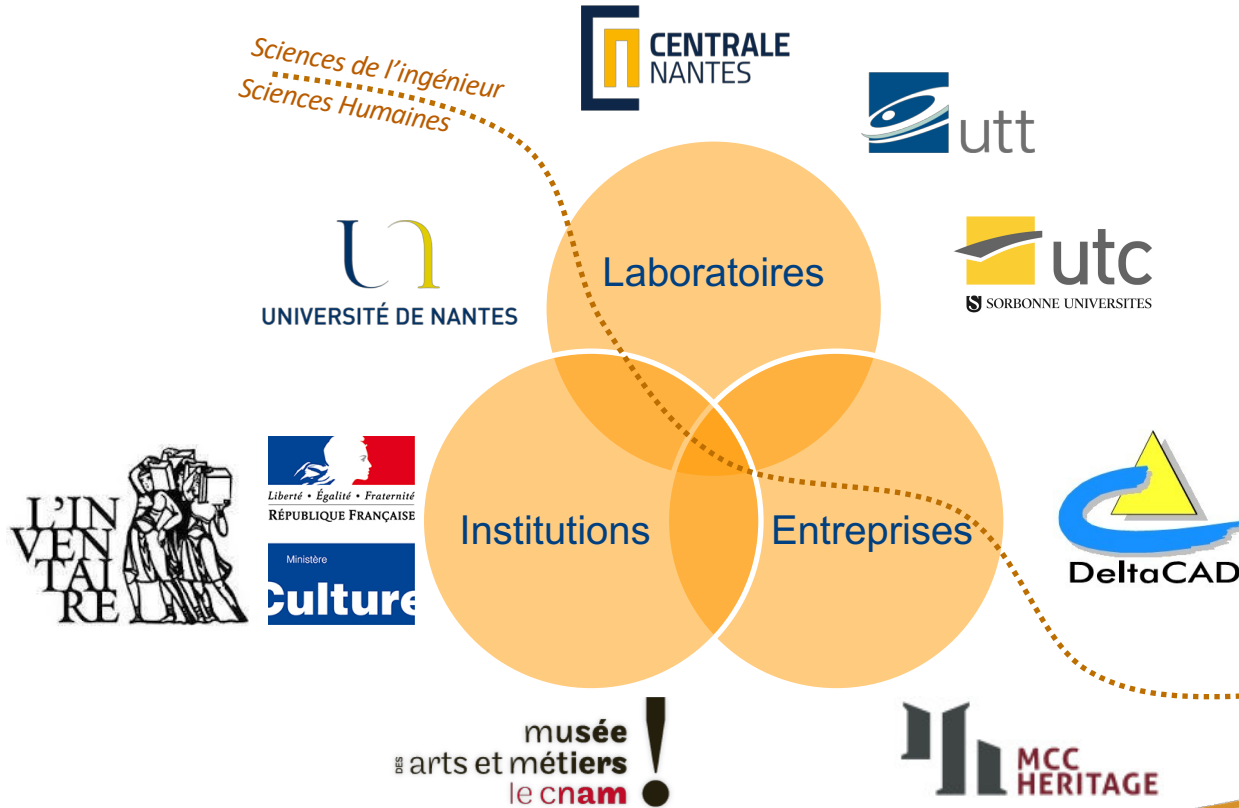 CENTRALE
NANTES
Sciences de l'ingénieur
Sciences Humaines
utt
utc
SORBONNE UNIVERSITES
UNIVERSITÉ DE NANTES
Laboratoires
L'IN
VEN
TAI
RE
Liberté • Égalité • Fraternité
RÉPUBLIQUE FRANÇAISE
Ministère
Culture
Institutions
Entreprises
DeltaCAD
musée
DES arts et métiers
le cnam
MCC
HERITAGE